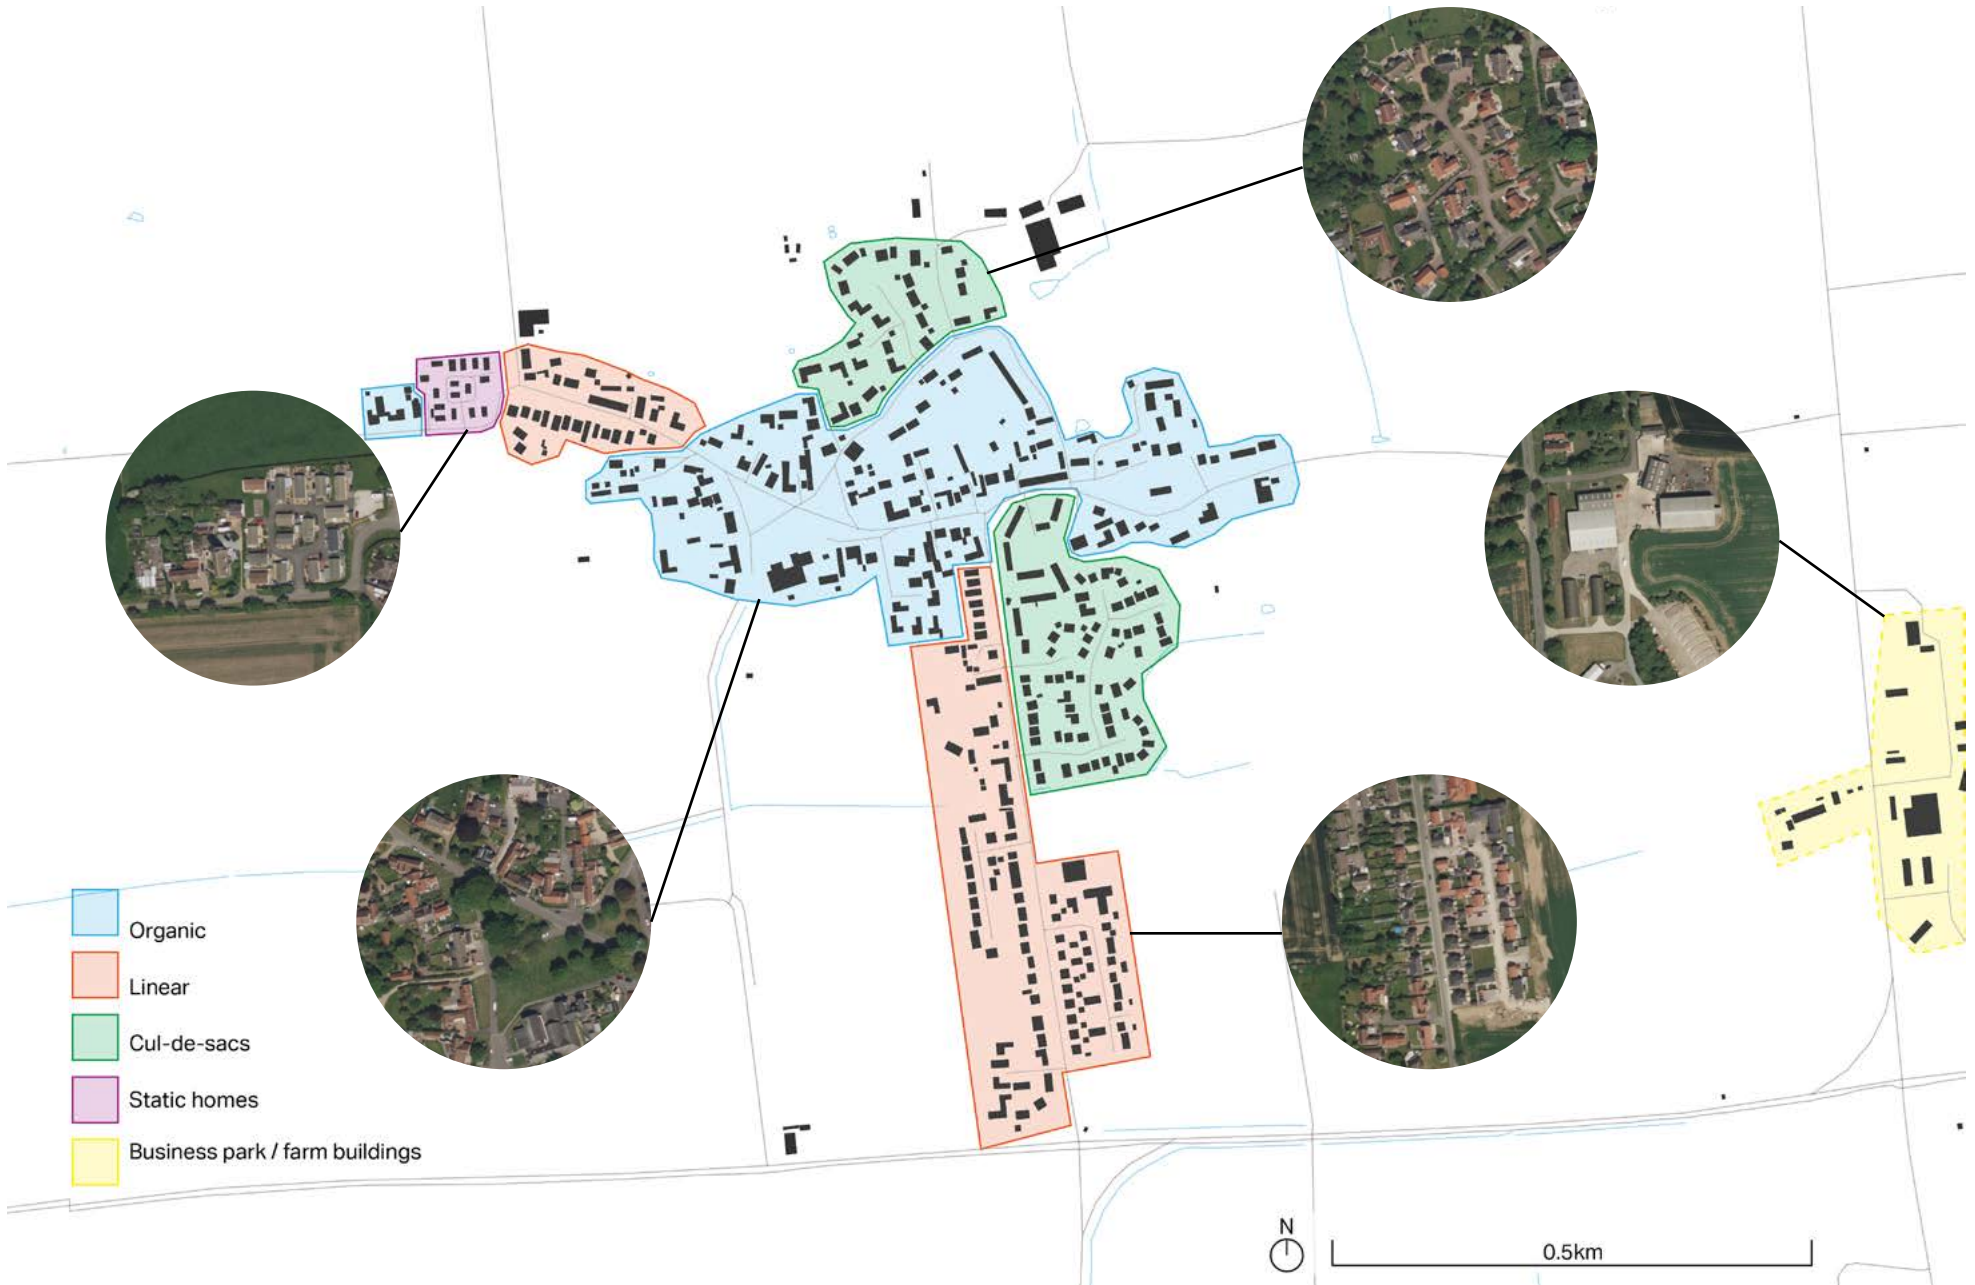 Organic
Linear
Cul-de-sacs
Static homes
Business park / farm buildings
N
0.5km